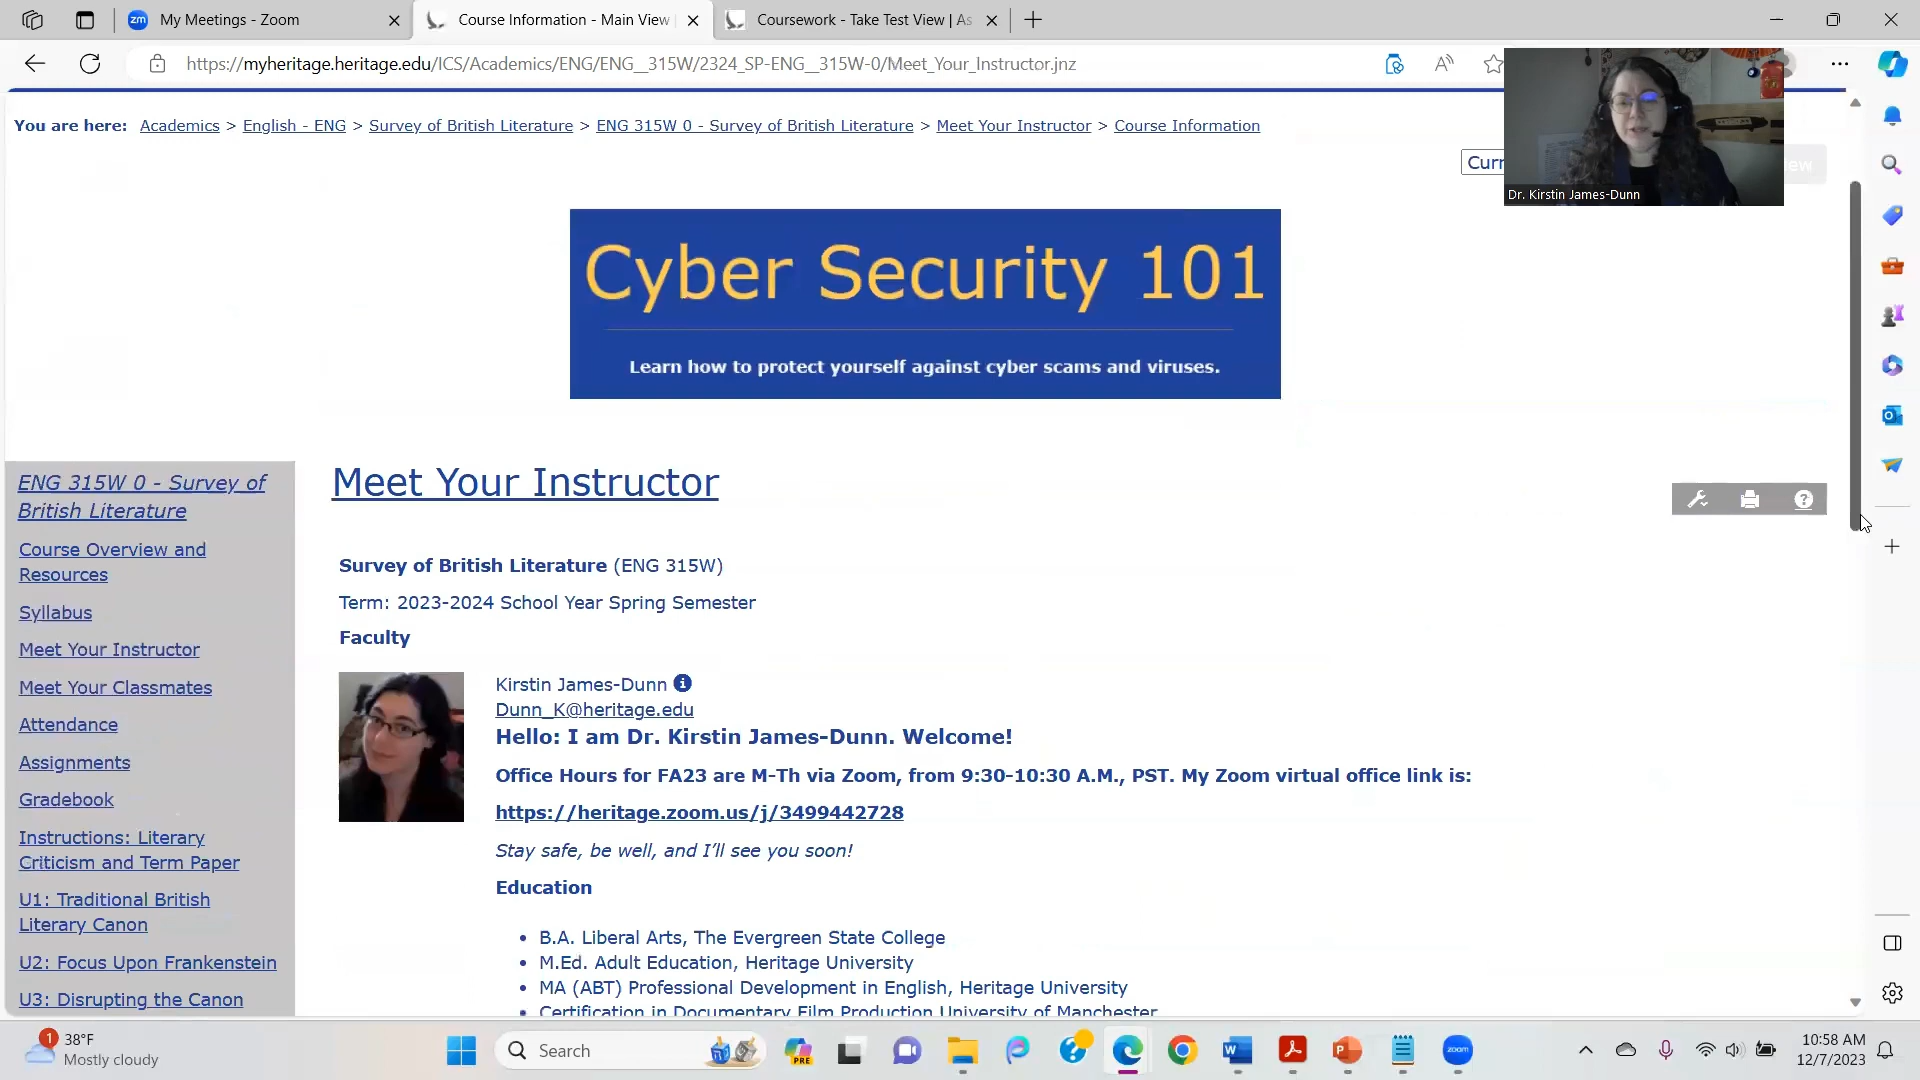 My Meetings - Zoom
Course Information - Main View
Coursework - Take Test View | As
https://myheritage.heritage.edu/ICS/Academics/ENG/ENG__315W/2324_SP-ENG__315W-0/Meet_Your_Instructor.jnz
You are here: Academics > English - ENG > Survey of British Literature > ENG 315W 0 - Survey of British Literature > Meet Your Instructor > Course Information
Curr
Dr. Kirstin James-Dunn
Cyber Security 101
Learn how to protect yourself against cyber scams and viruses.
ENG 315W 0 - Survey of
British Literature
Course Overview and
Resources
Syllabus
Meet Your Instructor
Meet Your Classmates
Attendance
Assignments
Gradebook
Instructions: Literary
Criticism and Term Paper
U1: Traditional British
Literary Canon
U2: Focus Upon Frankenstein
U3: Disrupting the Canon
Meet Your Instructor
Survey of British Literature (ENG 315W)
Term: 2023-2024 School Year Spring Semester
Faculty
Kirstin James-Dunn
Dunn_K@heritage.edu
Hello: I am Dr. Kirstin James-Dunn. Welcome!
Office Hours for FA23 are M-Th via Zoom, from 9:30-10:30 A.M., PST. My Zoom virtual office link is:
https://heritage.zoom.us/j/3499442728
Stay safe, be well, and I'll see you soon!
Education
• B.A. Liberal Arts, The Evergreen State College
• M.Ed. Adult Education, Heritage University
• MA (ABT) Professional Development in English, Heritage University
• Certification in Documentary Film Production University of Manchester
1
38°F
Mostly cloudy
Search
PRE
zoom
10:58 AM
12/7/2023